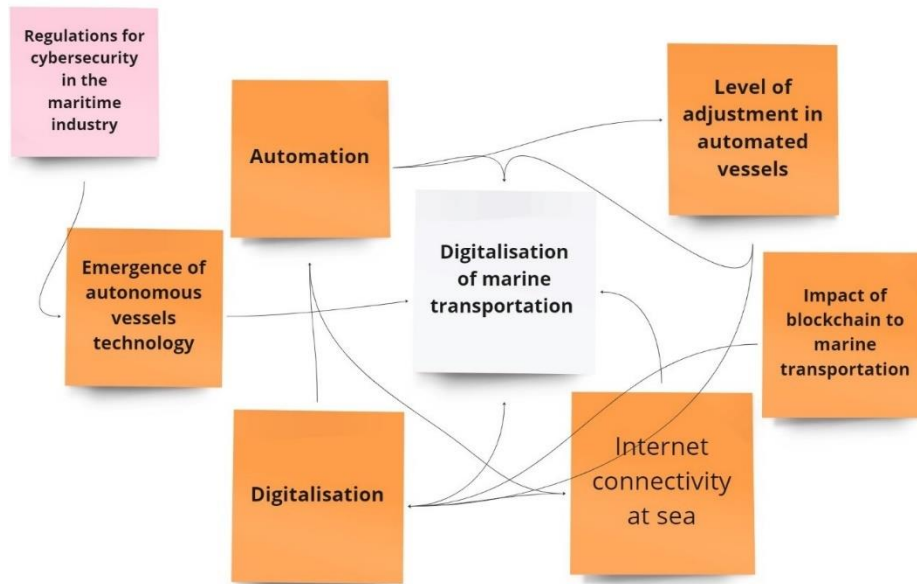 Regulations for
cybersecurity
in the
maritime
industry
Automation
Level of
adjustment in
automated
vessels
Emergence of
autonomous
vessels
technology
Digitalisation
of marine
transportation
Impact of
blockchain to
marine
transportation
Digitalisation
Internet
connectivity
at sea